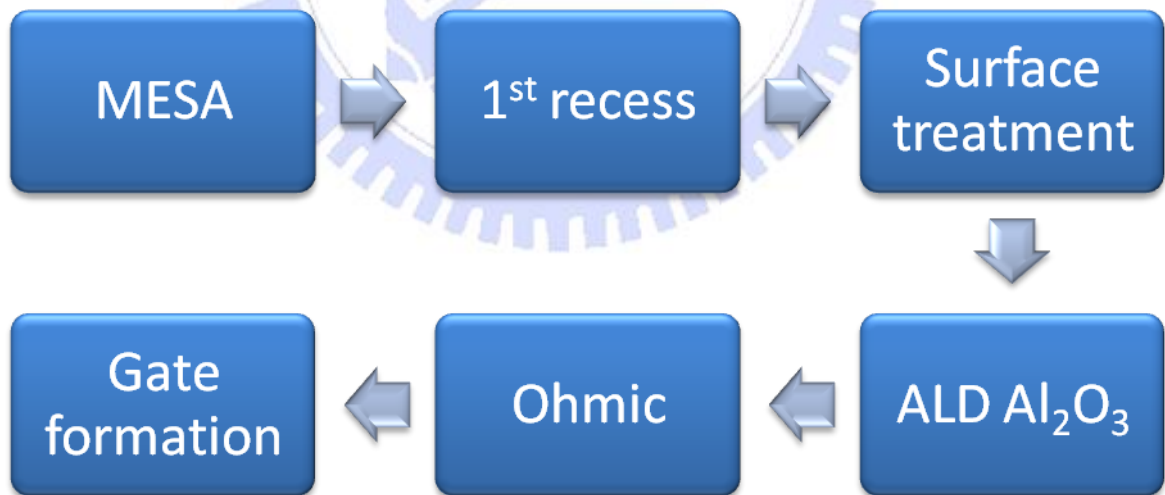 MESA
1st recess
Surface
treatment
ALD Al2O3
Ohmic
Gate
formation